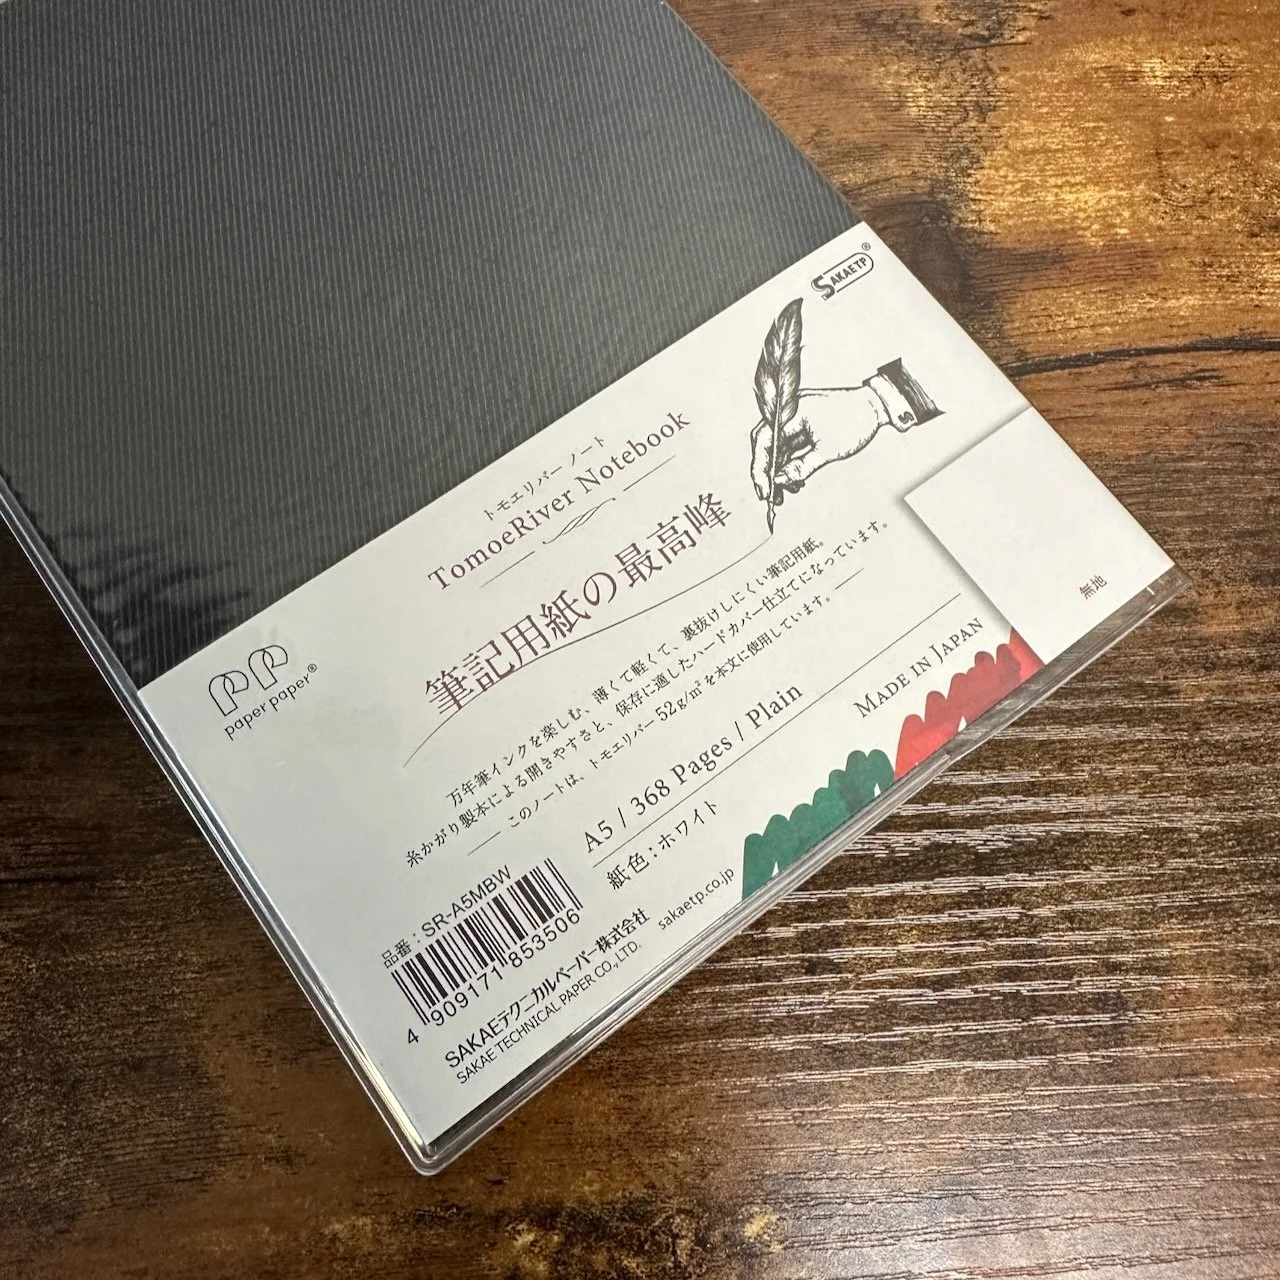 SAKAETP®
トモエリバー ノート
TomoeRiver Notebook
筆記用紙の最高峰
paper paper®
万年筆インクを楽しむ、薄くて軽くて、裏抜けしにくい筆記用紙。
糸かがり製本による開きやすさと、保存に適したハードカバー仕立てになっています。
このノートは、トモエリバー 52g/m²を本文に使用しています。
A5 / 368 Pages / Plain
MADE IN JAPAN
紙色：ホワイト
無地
品番：SR-A5MBW
4 909171 853506
SAKAEテクニカルペーパー株式会社
SAKAE TECHNICAL PAPER CO., LTD.
sakaetp.co.jp